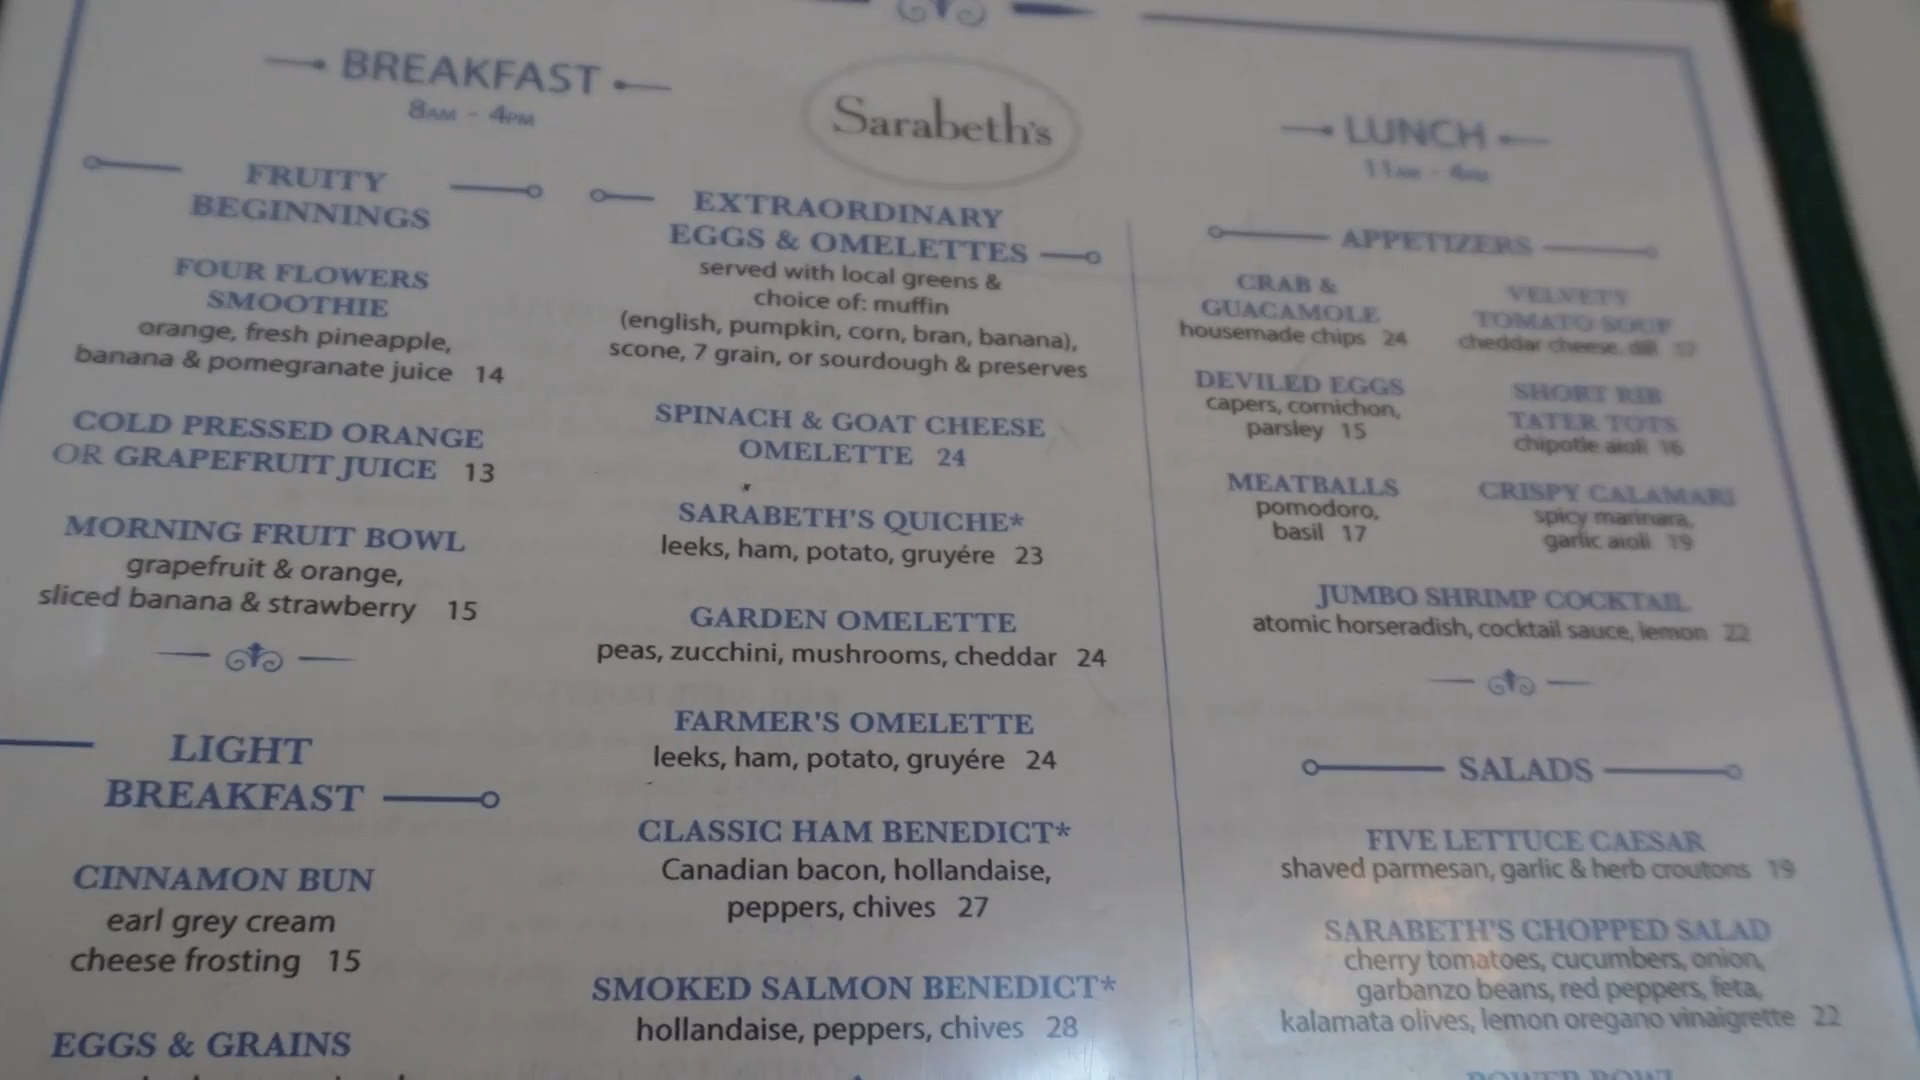 BREAKFAST
8AM - 4PM
Sarabeth's
FRUITY
BEGINNINGS
FOUR FLOWERS
SMOOTHIE
orange, fresh pineapple,
banana & pomegranate juice 14
COLD PRESSED ORANGE
OR GRAPEFRUIT JUICE 13
MORNING FRUIT BOWL
grapefruit & orange,
sliced banana & strawberry 15
LIGHT
BREAKFAST
CINNAMON BUN
earl grey cream
cheese frosting 15
EGGS & GRAINS
EXTRAORDINARY
EGGS & OMELETTES
served with local greens &
choice of: muffin
(english, pumpkin, corn, bran, banana),
scone, 7 grain, or sourdough & preserves
SPINACH & GOAT CHEESE
OMELETTE 24
SARABETH'S QUICHE*
leeks, ham, potato, gruyére 23
GARDEN OMELETTE
peas, zucchini, mushrooms, cheddar 24
FARMER'S OMELETTE
leeks, ham, potato, gruyére 24
CLASSIC HAM BENEDICT*
Canadian bacon, hollandaise,
peppers, chives 27
SMOKED SALMON BENEDICT*
hollandaise, peppers, chives 28
LUNCH
11AM - 4PM
APPETIZERS
CRAB &
GUACAMOLE
housemade chips 24
DEVILED EGGS
capers, cornichon,
parsley 15
MEATBALLS
pomodoro,
basil 17
VELVETY
TOMATO SOUP
cheddar cheese, dill 17
SHORT RIB
TATER TOTS
chipotle aioli 16
CRISPY CALAMARI
spicy marinara,
garlic aioli 19
JUMBO SHRIMP COCKTAIL
atomic horseradish, cocktail sauce, lemon 22
SALADS
FIVE LETTUCE CAESAR
shaved parmesan, garlic & herb croutons 19
SARABETH'S CHOPPED SALAD
cherry tomatoes, cucumbers, onion,
garbanzo beans, red peppers, feta,
kalamata olives, lemon oregano vinaigrette 22
POWER BOWL